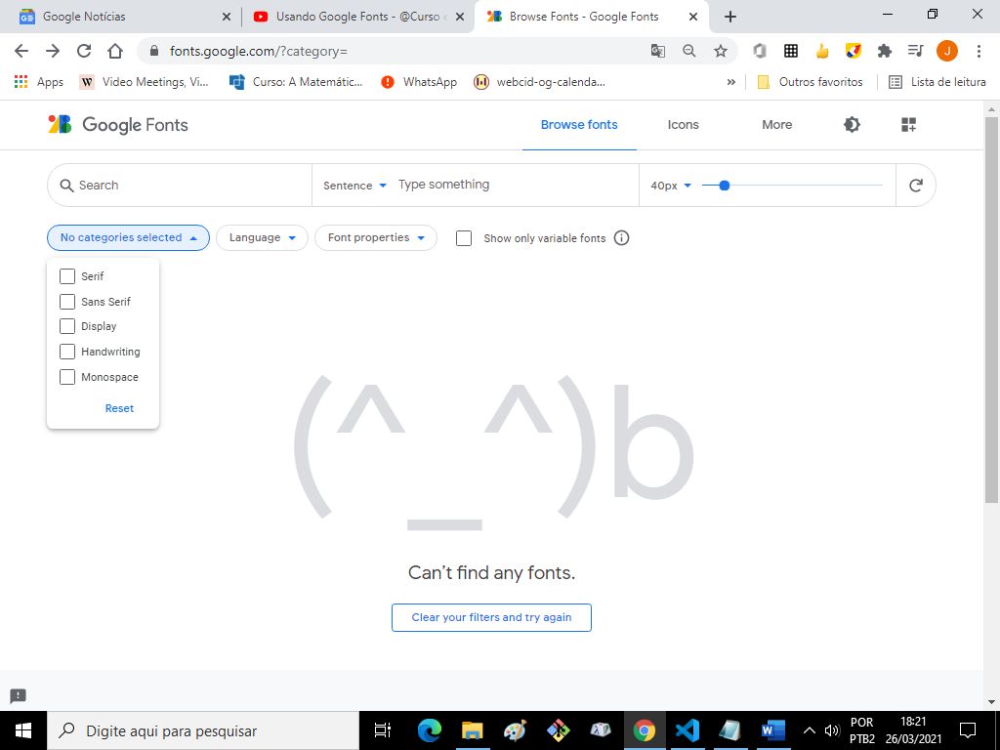 Google Notícias
Usando Google Fonts - @Curso e
Browse Fonts - Google Fonts
fonts.google.com/?category=
J
Apps
Video Meetings, Vi...
Curso: A Matemátic...
WhatsApp
webcid-og-calenda...
»
Outros favoritos
Lista de leitura
Google Fonts
Browse fonts
Icons
More
Search
Sentence
Type something
40px
No categories selected
Language
Font properties
Show only variable fonts
Serif
Sans Serif
Display
Handwriting
Monospace
Reset
(^_^)b
Can't find any fonts.
Clear your filters and try again
Digite aqui para pesquisar
POR
PTB2
18:21
26/03/2021